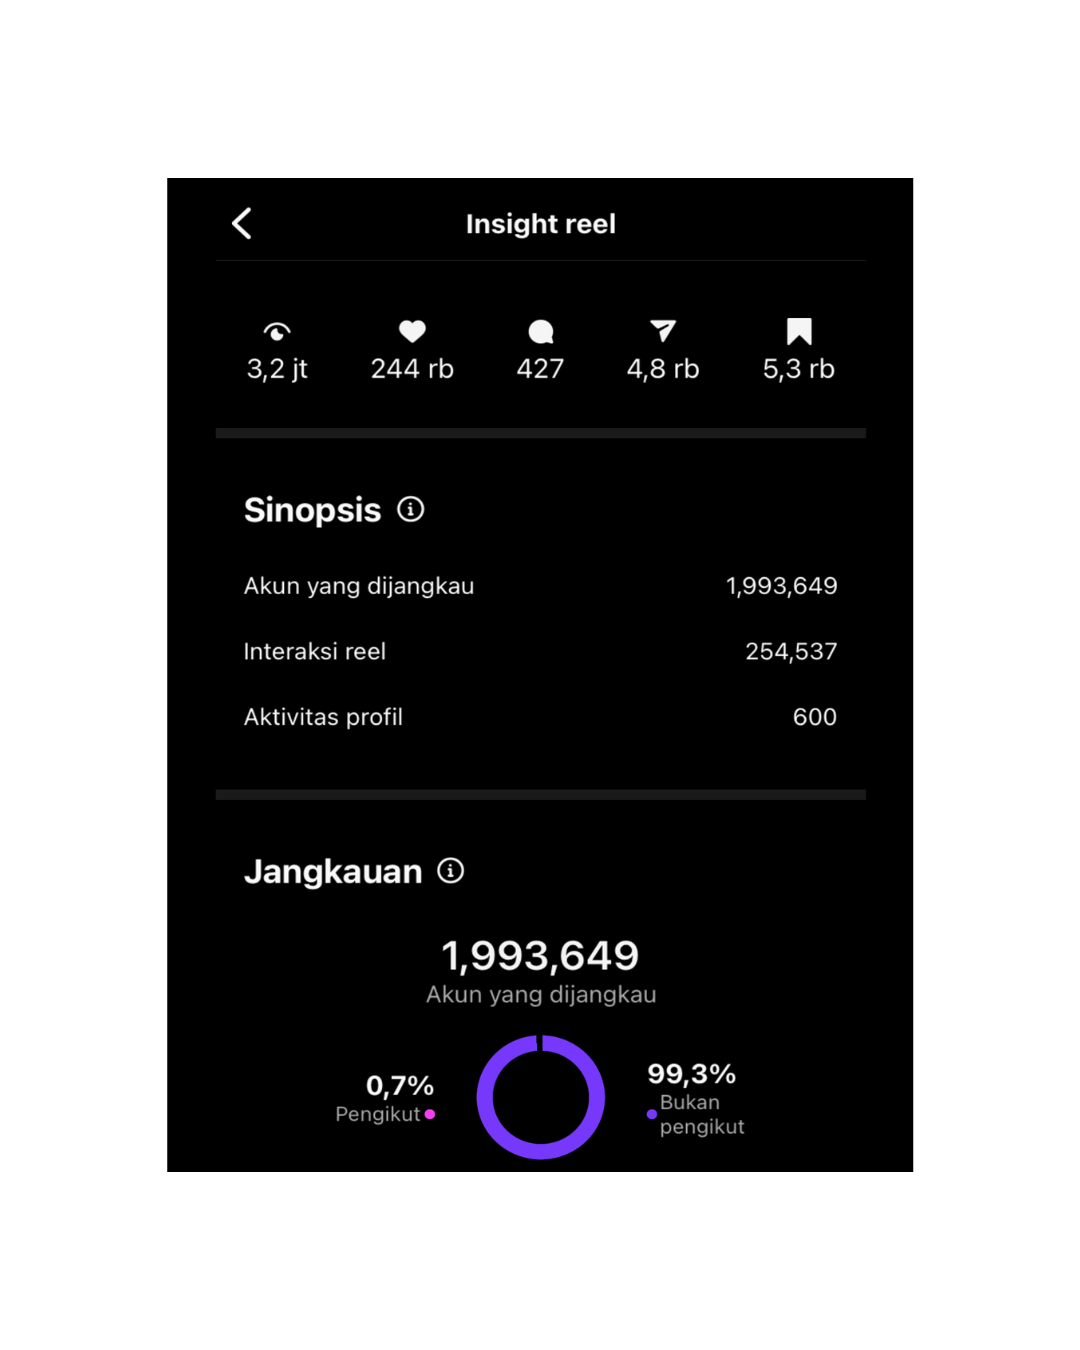 Insight reel
3,2 jt 244 rb 427 4,8 rb 5,3 rb
Sinopsis
Akun yang dijangkau 1,993,649
Interaksi reel 254,537
Aktivitas profil 600
Jangkauan
1,993,649
Akun yang dijangkau
0,7%
Pengikut
99,3%
Bukan
pengikut